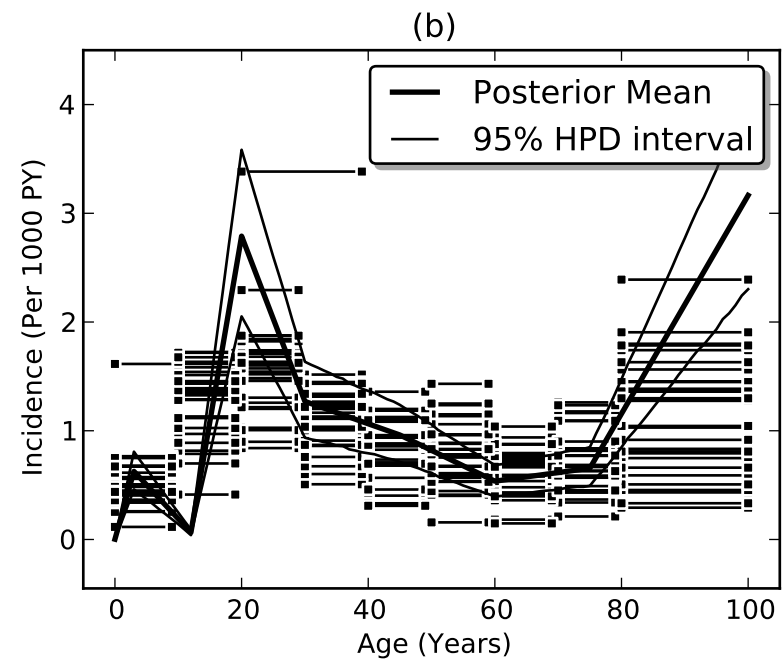 (b)
Posterior Mean
95% HPD interval
Incidence (Per 1000 PY)
4
3
2
1
0
0 20 40 60 80 100
Age (Years)